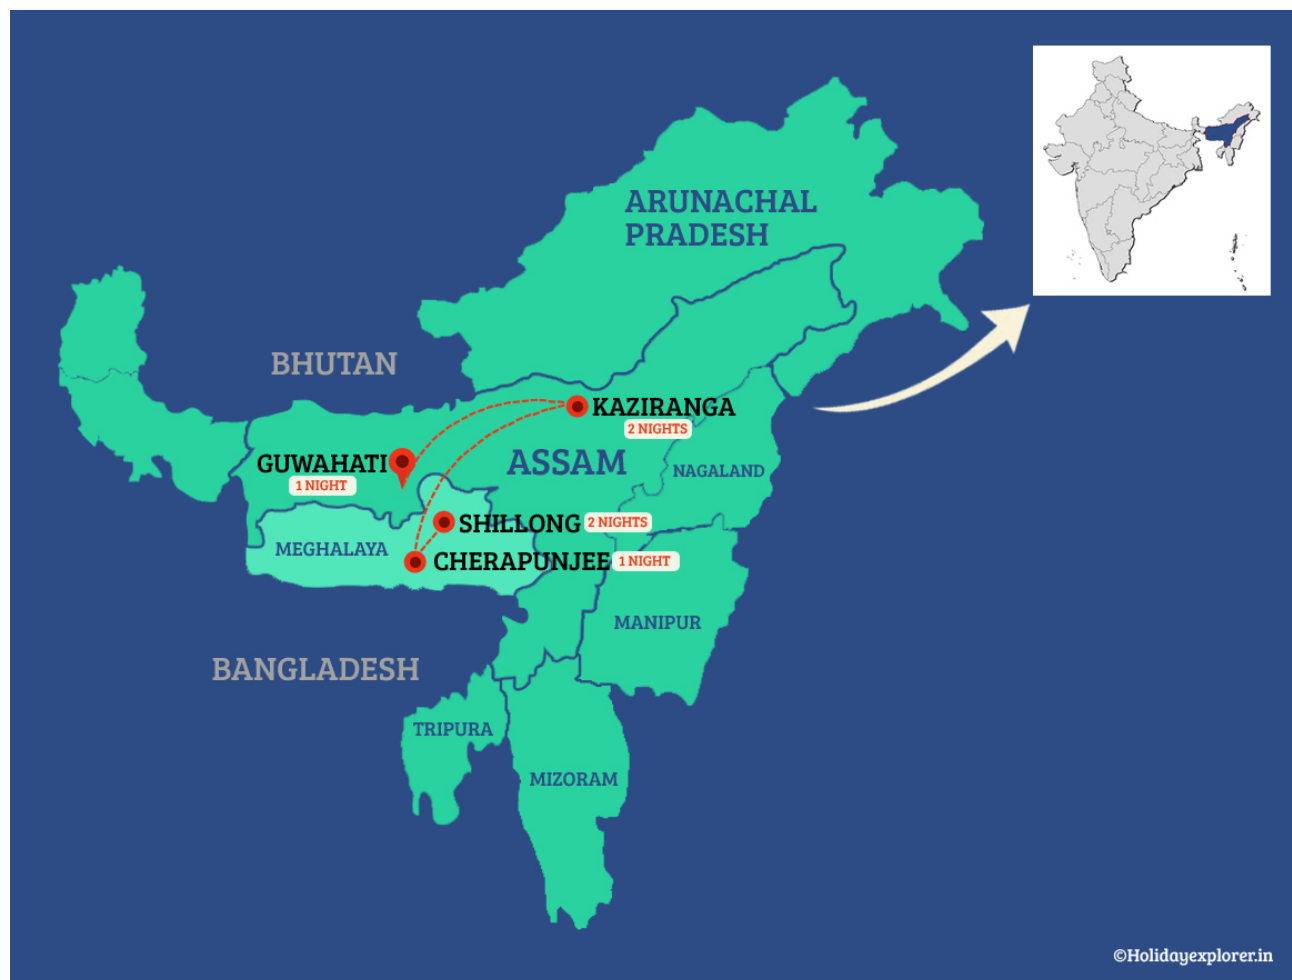 ARUNACHAL
PRADESH
BHUTAN
KAZIRANGA
2 NIGHTS
GUWAHATI
1 NIGHT
ASSAM
NAGALAND
SHILLONG 2 NIGHTS
MEGHALAYA
CHERAPUNJEE 1 NIGHT
MANIPUR
BANGLADESH
TRIPURA
MIZORAM
©Holidayexplorer.in